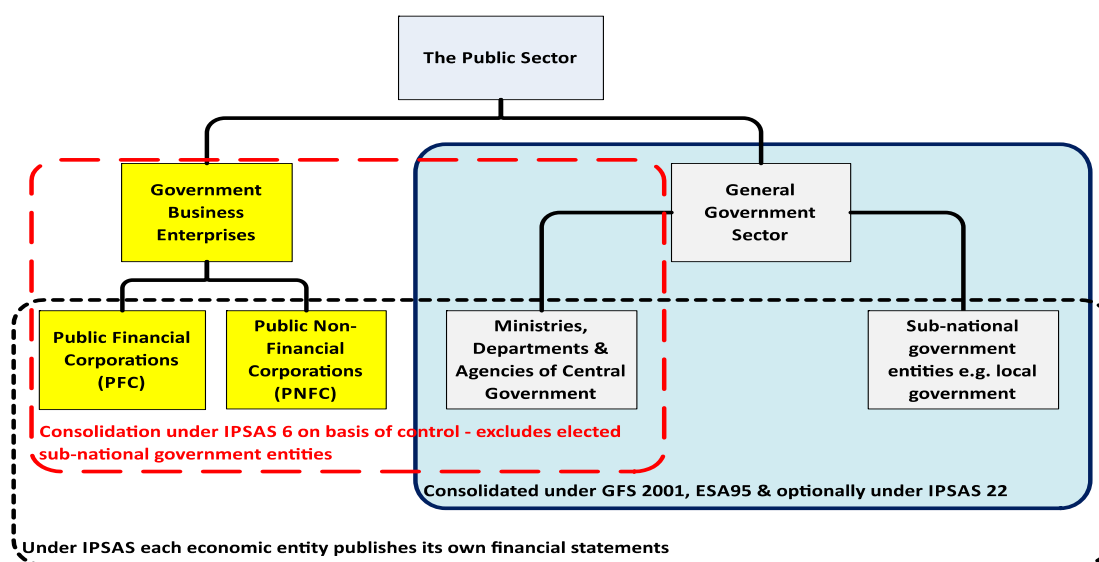 The Public Sector
Government
Business
Enterprises
General
Government
Sector
Public Financial
Corporations
(PFC)
Public Non-
Financial
Corporations
(PNFC)
Ministries,
Departments &
Agencies of Central
Government
Sub-national
government
entities e.g. local
government
Consolidation under IPSAS 6 on basis of control - excludes elected
sub-national government entities
Consolidated under GFS 2001, ESA95 & optionally under IPSAS 22
Under IPSAS each economic entity publishes its own financial statements